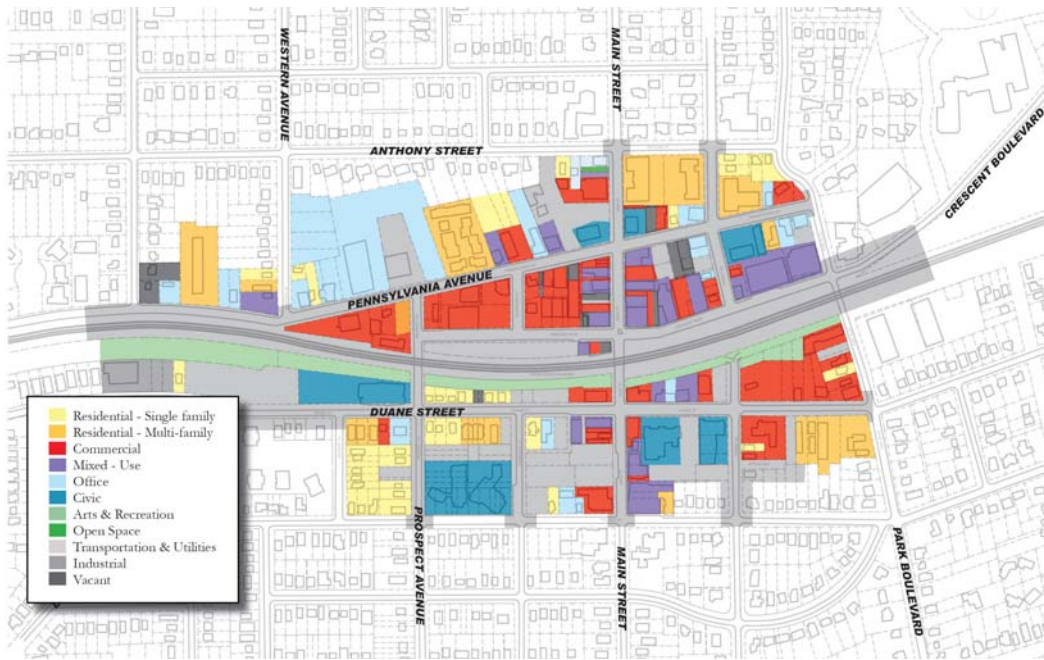 WESTERN AVENUE
MAIN STREET
ANTHONY STREET
CRESCENT BOULEVARD
PENNSYLVANIA AVENUE
DUANE STREET
Residential - Single family
Residential - Multi-family
Commercial
Mixed - Use
Office
Civic
Arts & Recreation
Open Space
Transportation & Utilities
Industrial
Vacant
PROSPECT AVENUE
MAIN STREET
PARK BOULEVARD